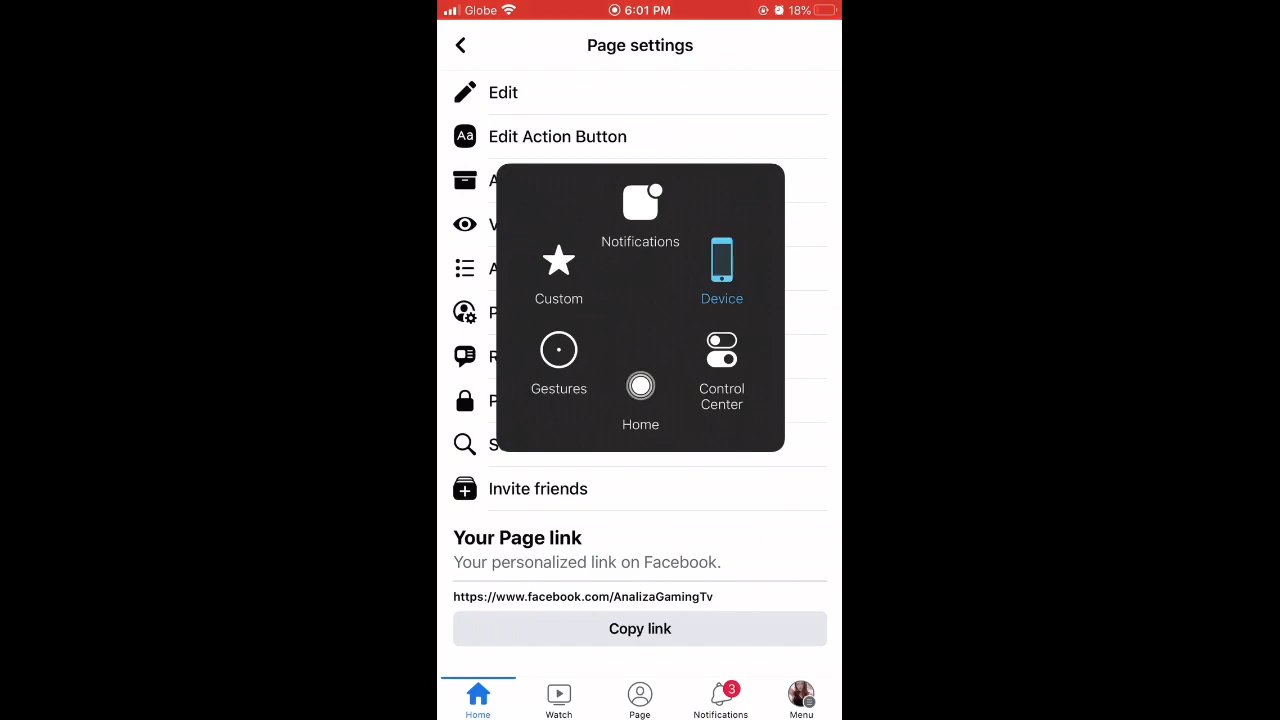 Globe 6:01 PM 18%
Page settings
Edit
Aa Edit Action Button
Notifications
Custom
Device
Gestures
Control
Center
Home
Invite friends
Your Page link
Your personalized link on Facebook.
https://www.facebook.com/AnalizaGamingTv
Copy link
3
Home Watch Page Notifications Menu